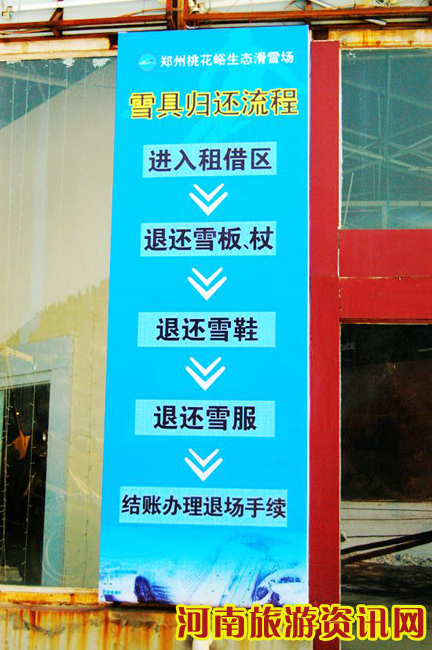 郑州桃花峪生态滑雪场
雪具归还流程
进入租借区
退还雪板、杖
退还雪鞋
退还雪服
结账办理退场手续
河南旅游资讯网